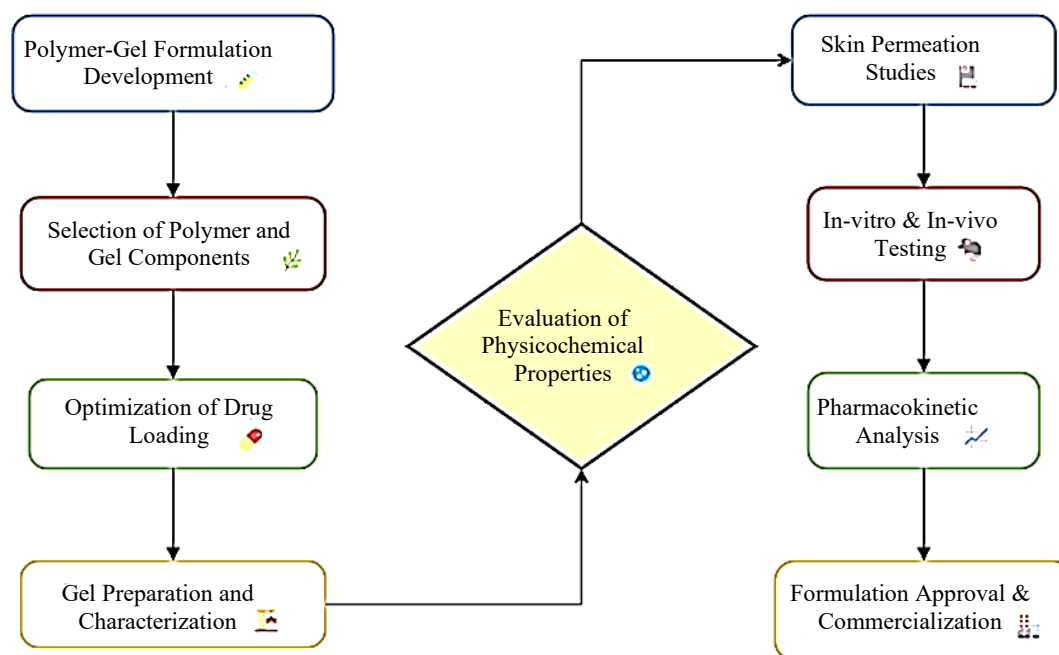 Polymer-Gel Formulation
Development
Selection of Polymer and
Gel Components
Optimization of Drug
Loading
Gel Preparation and
Characterization
Evaluation of
Physicochemical
Properties
Skin Permeation
Studies
In-vitro & In-vivo
Testing
Pharmacokinetic
Analysis
Formulation Approval &
Commercialization